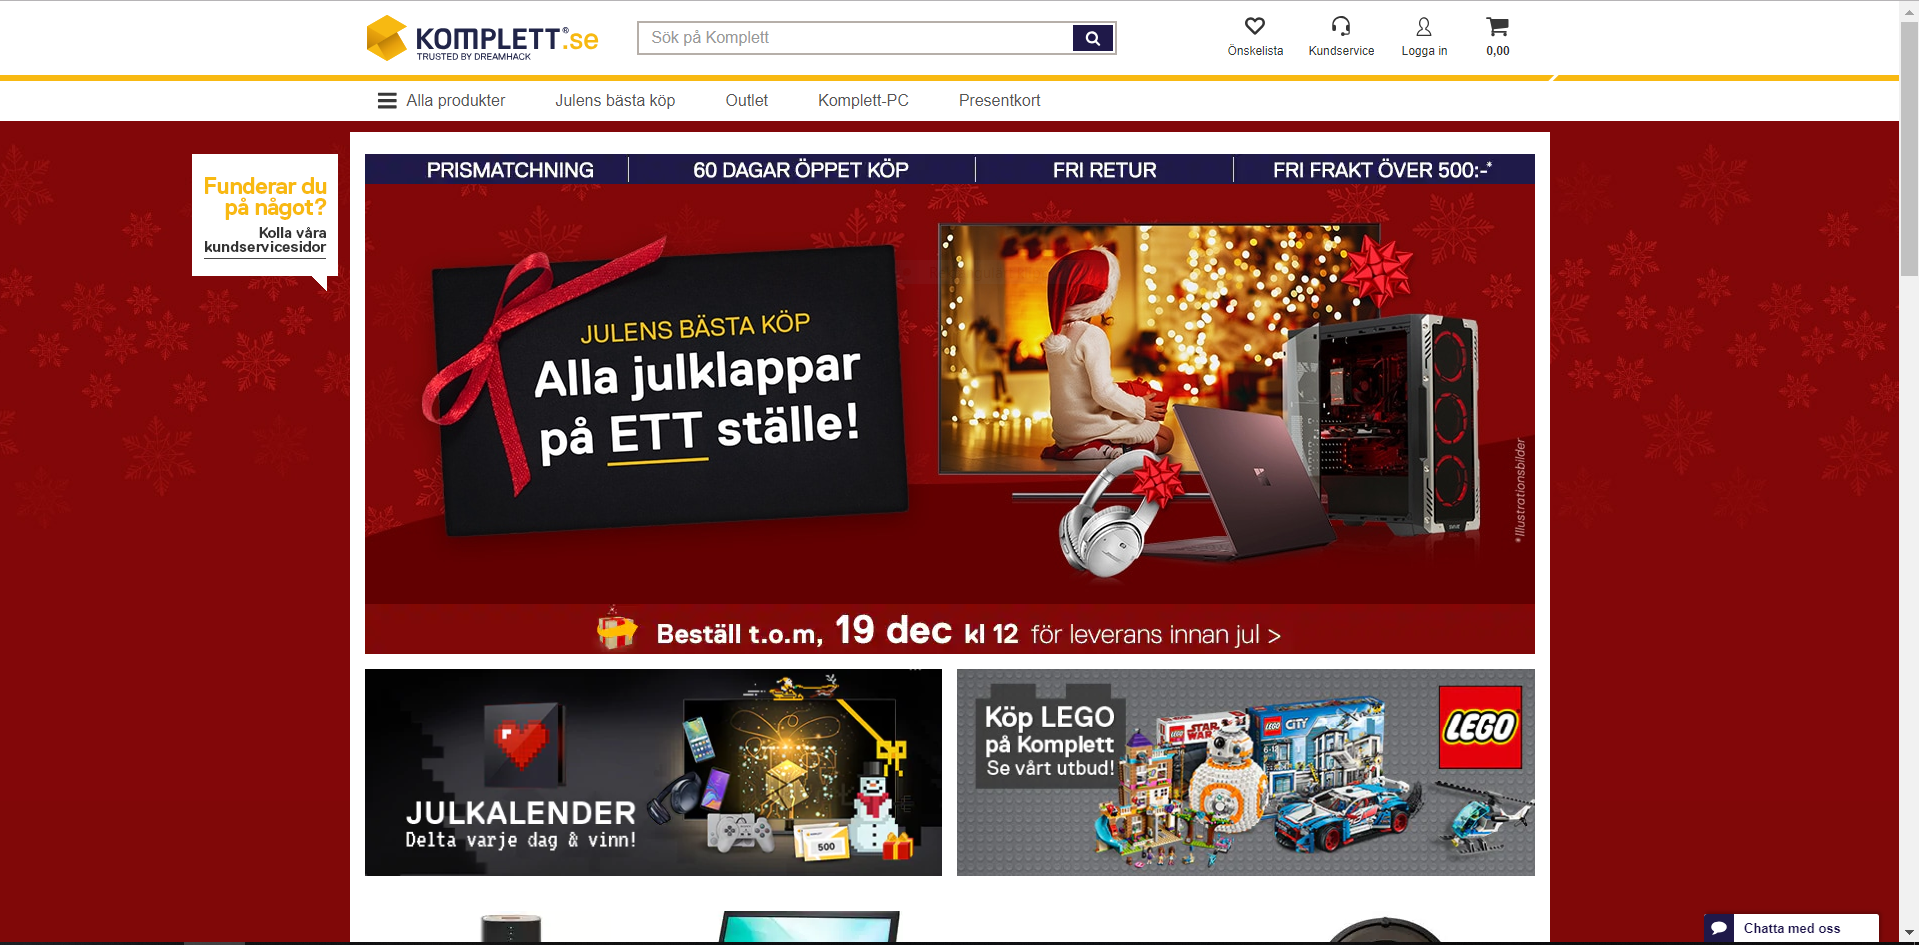 KOMPLETT®.se
TRUSTED BY DREAMHACK
Sök på Komplett
Önskelista
Kundservice
Logga in
0,00
Alla produkter
Julens bästa köp
Outlet
Komplett-PC
Presentkort
Funderar du
på något?
Kolla våra
kundservicesidor
PRISMATCHNING
60 DAGAR ÖPPET KÖP
FRI RETUR
FRI FRAKT ÖVER 500:-*
JULENS BÄSTA KÖP
Alla julklappar
på ETT ställe!
*Illustrationsbilder
Beställ t.o.m, 19 dec kl 12 för leverans innan jul >
JULKALENDER
Delta varje dag & vinn!
500
Köp LEGO
på Komplett
Se vårt utbud!
STAR WARS
LEGO CITY
LEGO
Chatta med oss